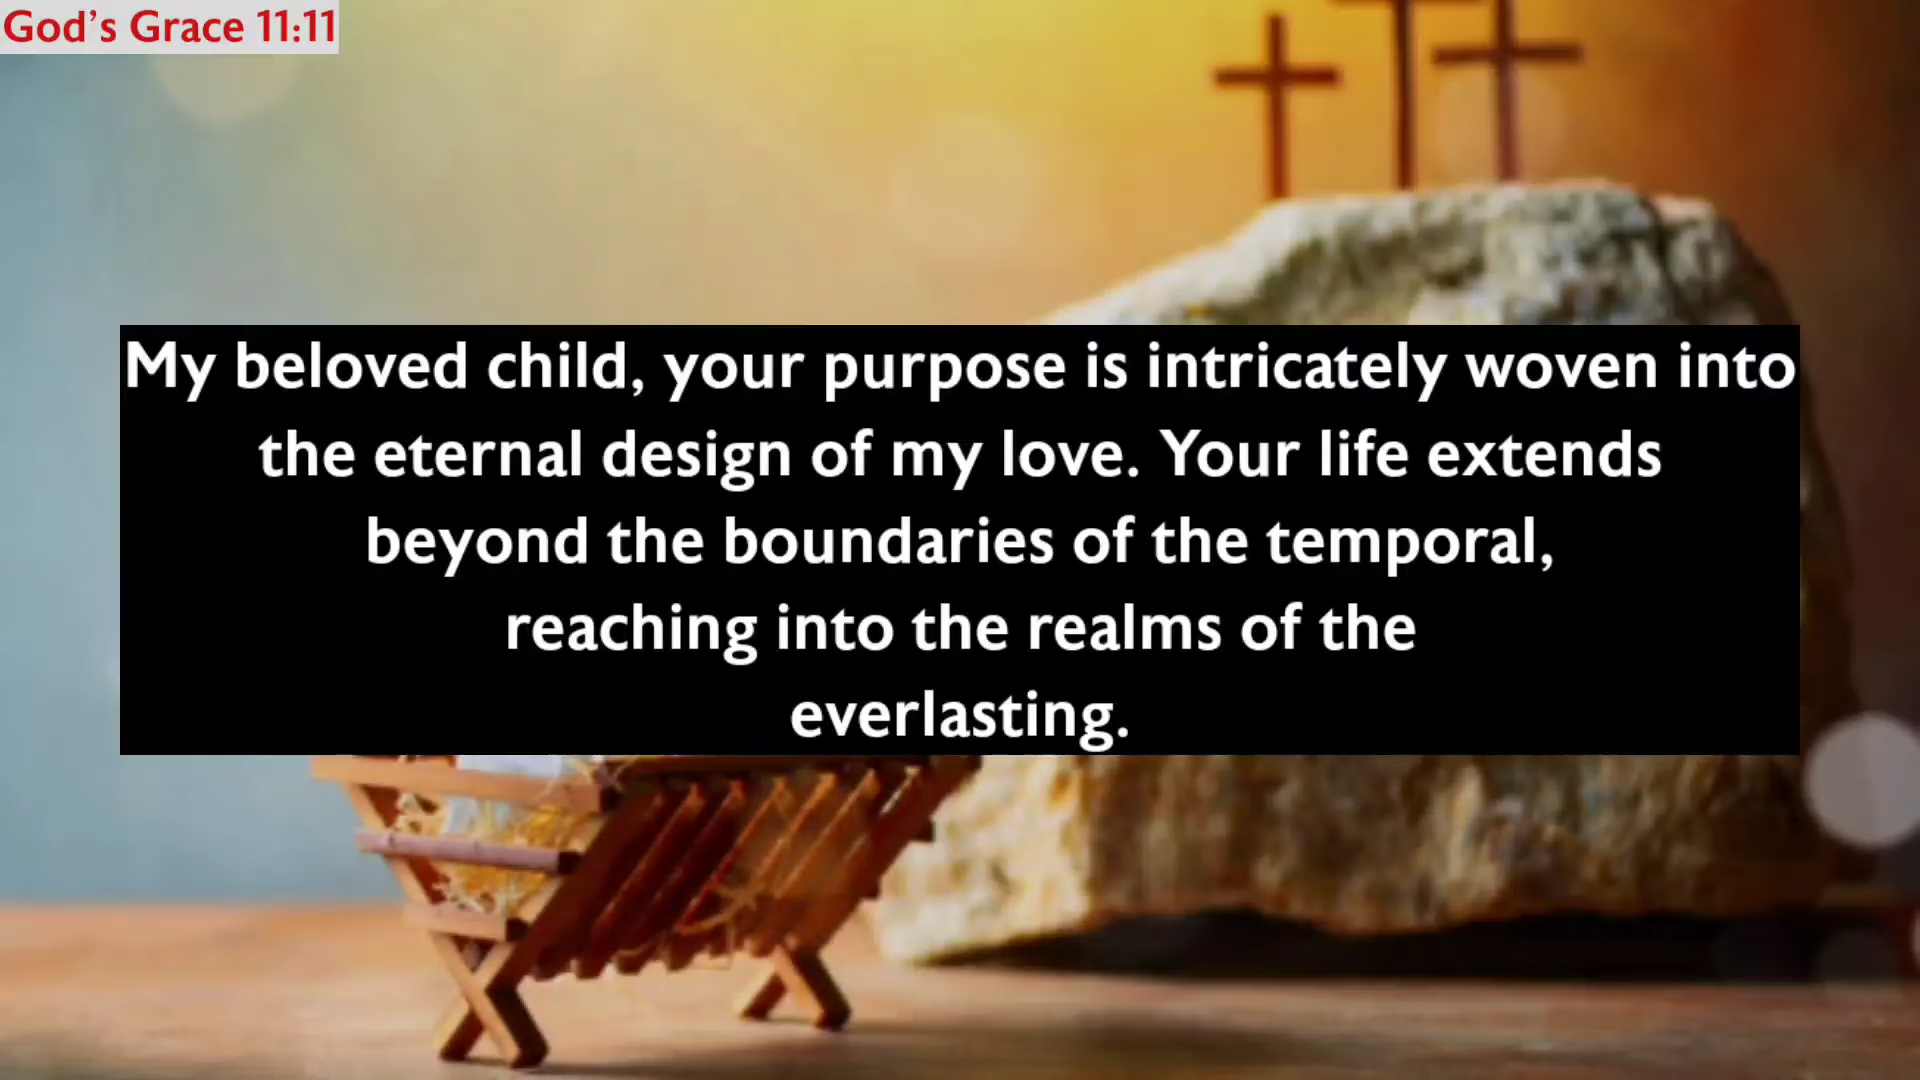 God's Grace 11:11
My beloved child, your purpose is intricately woven into
the eternal design of my love. Your life extends
beyond the boundaries of the temporal,
reaching into the realms of the
everlasting.